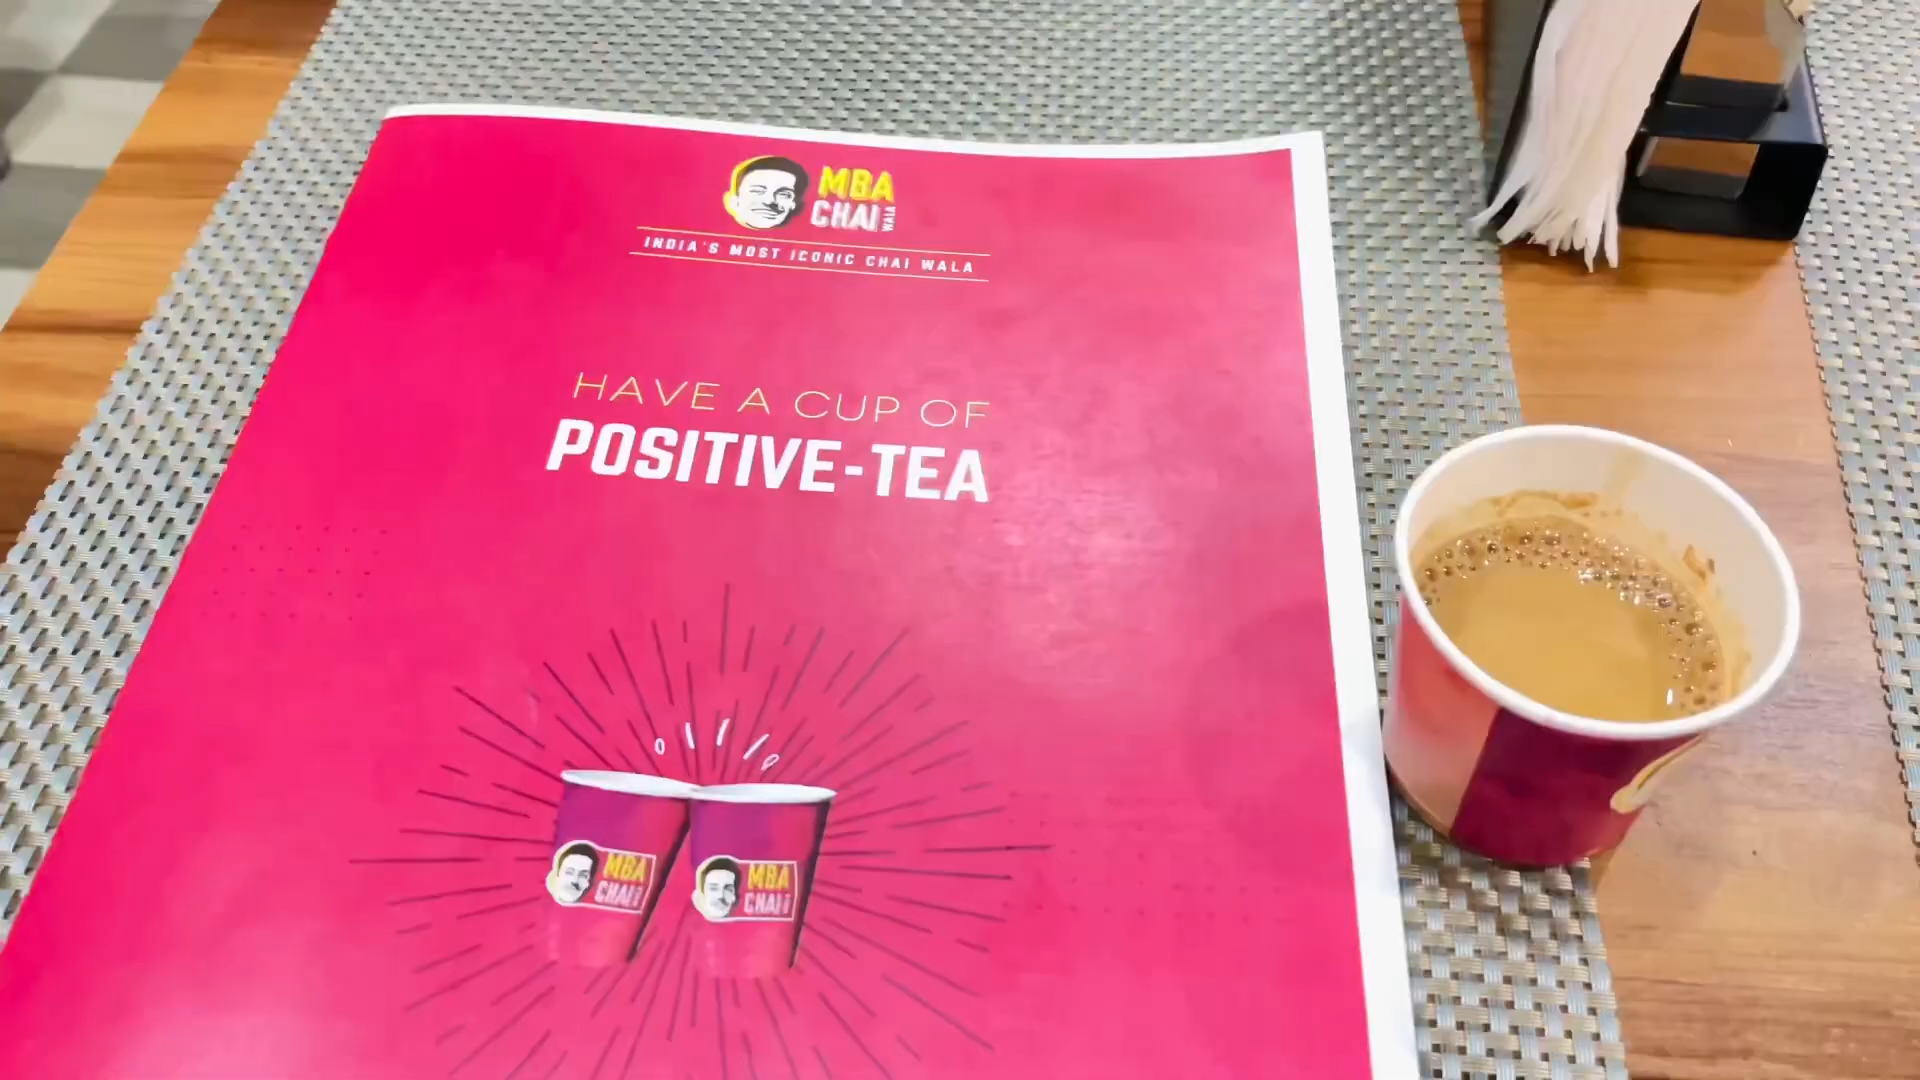 MBA
CHAI WALA
INDIA'S MOST ICONIC CHAI WALA
HAVE A CUP OF
POSITIVE-TEA
MBA
CHAI
MBA
CHAI